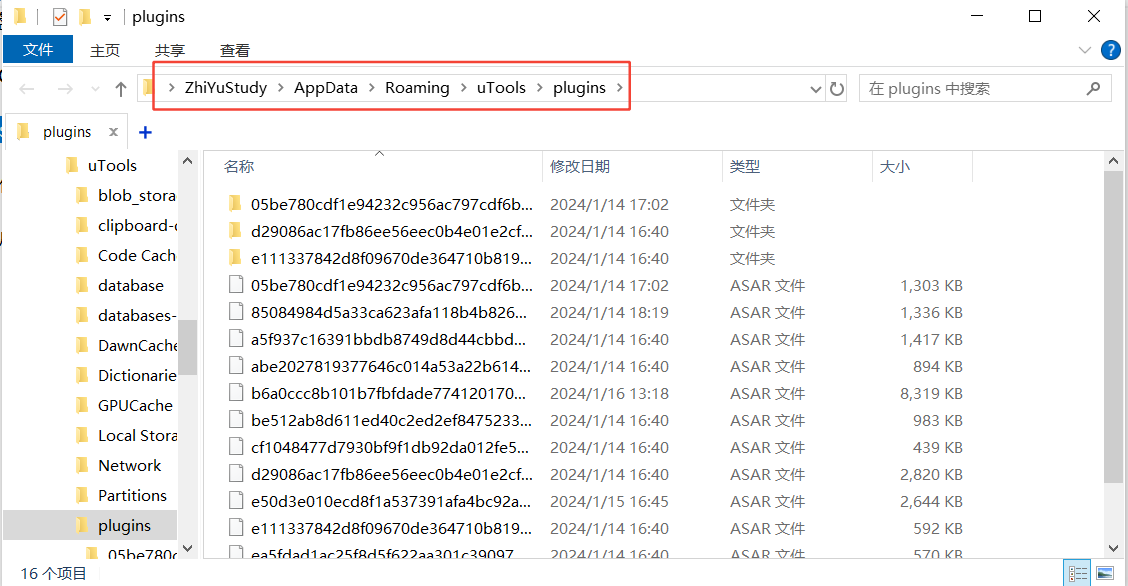 plugins
文件 主页 共享 查看
ZhiYuStudy > AppData > Roaming > uTools > plugins >
在 plugins 中搜索
plugins x +
uTools
blob_stora
clipboard-c
Code Cach
database
databases-
DawnCache
Dictionarie
GPUCache
Local Stora
Network
Partitions
plugins
05be780c
名称 修改日期 类型 大小
05be780cdf1e94232c956ac797cdf6b... 2024/1/14 17:02 文件夹
d29086ac17fb86ee56eec0b4e01e2cf... 2024/1/14 16:40 文件夹
e111337842d8f09670de364710b819... 2024/1/14 16:40 文件夹
05be780cdf1e94232c956ac797cdf6b... 2024/1/14 17:02 ASAR 文件 1,303 KB
85084984d5a33ca623afa118b4b826... 2024/1/14 18:19 ASAR 文件 1,336 KB
a5f937c16391bbdb8749d8d44cbbd... 2024/1/14 16:40 ASAR 文件 1,417 KB
abe2027819377646c014a53a22b614... 2024/1/14 16:40 ASAR 文件 894 KB
b6a0ccc8b101b7fbfdade774120170... 2024/1/16 13:18 ASAR 文件 8,319 KB
be512ab8d611ed40c2ed2ef8475233... 2024/1/14 16:40 ASAR 文件 983 KB
cf1048477d7930bf9f1db92da012fe5... 2024/1/14 16:40 ASAR 文件 439 KB
d29086ac17fb86ee56eec0b4e01e2cf... 2024/1/14 16:40 ASAR 文件 2,820 KB
e50d3e010ecd8f1a537391afa4bc92a... 2024/1/15 16:45 ASAR 文件 2,644 KB
e111337842d8f09670de364710b819... 2024/1/14 16:40 ASAR 文件 592 KB
ea5fdad1ac25f8d5f622aa301c39097... 2024/1/14 16:40 ASAR 文件 570 KB
16 个项目